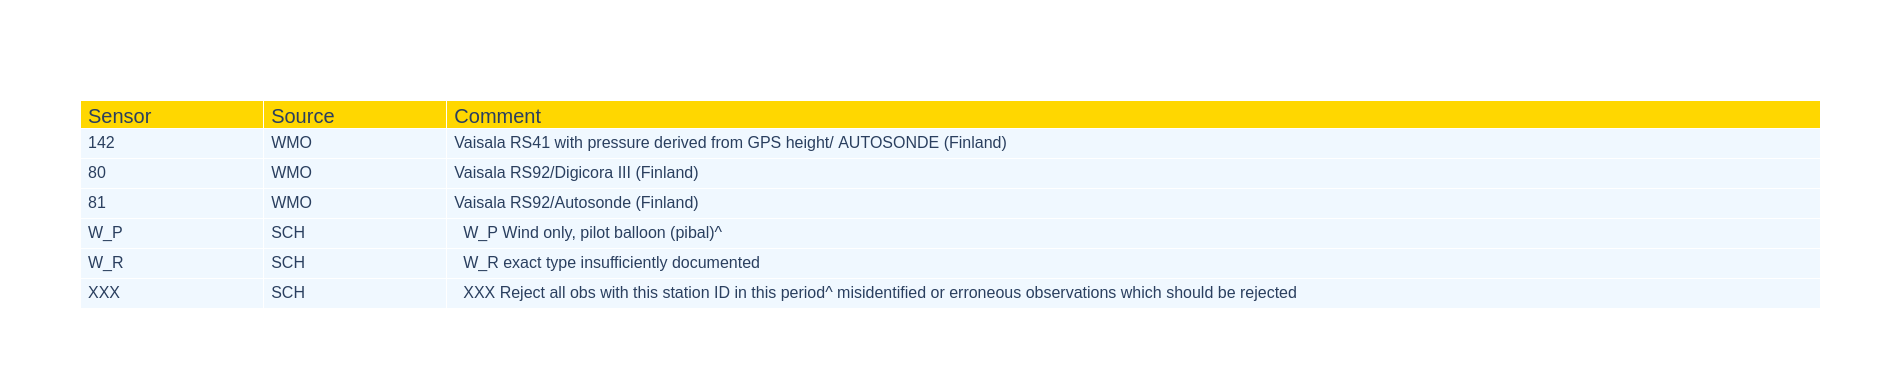 Sensor Source Comment
142 WMO Vaisala RS41 with pressure derived from GPS height/ AUTOSONDE (Finland)
80 WMO Vaisala RS92/Digicora III (Finland)
81 WMO Vaisala RS92/Autosonde (Finland)
W_P SCH W_P Wind only, pilot balloon (pibal)^
W_R SCH W_R exact type insufficiently documented
XXX SCH XXX Reject all obs with this station ID in this period^ misidentified or erroneous observations which should be rejected